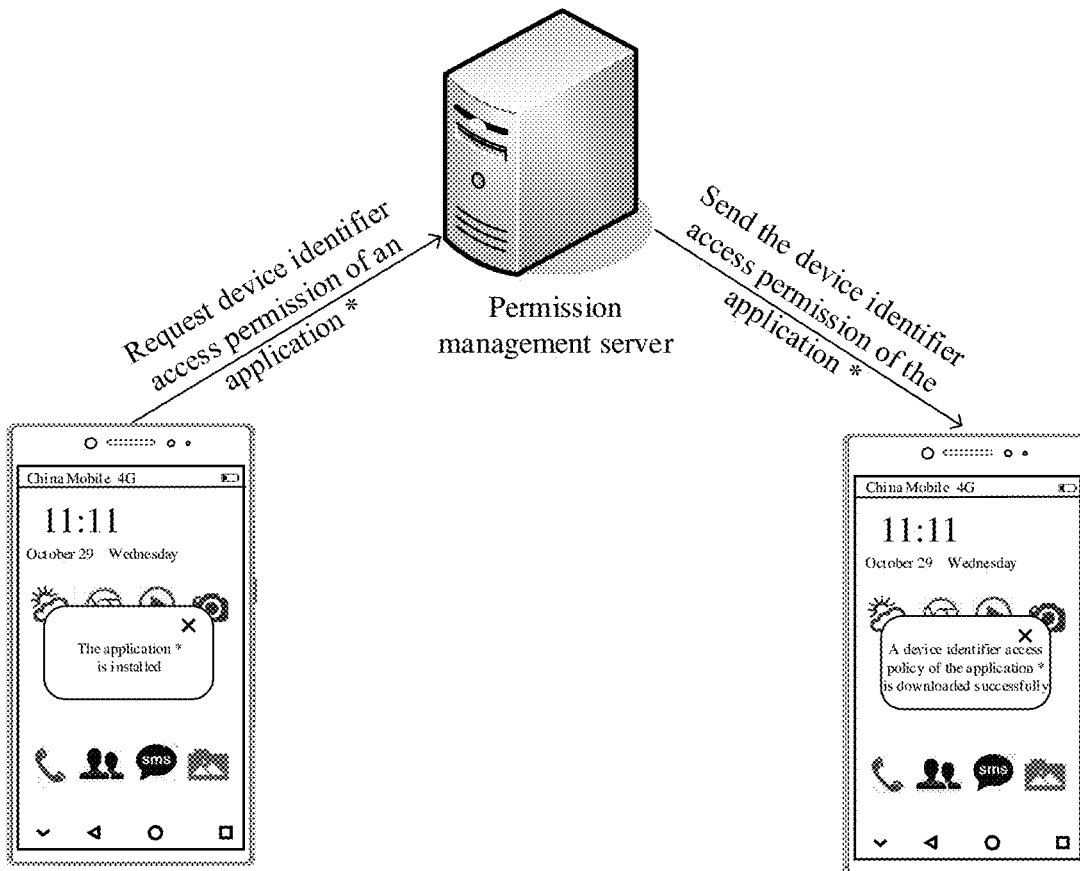 Request device identifier
access permission of an
application *
Permission
management server
Send the device identifier
access permission of the
application *
China Mobile 4G
11:11
October 29 Wednesday
The application *
is installed
sms
China Mobile 4G
11:11
October 29 Wednesday
A device identifier access
policy of the application *
is downloaded successfully
sms